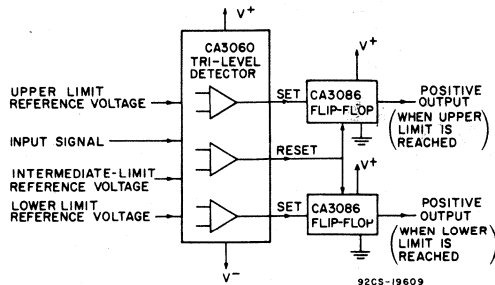 V+
CA3060
TRI-LEVEL
DETECTOR
UPPER LIMIT
REFERENCE VOLTAGE
INPUT SIGNAL
INTERMEDIATE-LIMIT
REFERENCE VOLTAGE
LOWER LIMIT
REFERENCE VOLTAGE
V-
SET
RESET
SET
V+
CA3086
FLIP-FLOP
POSITIVE
OUTPUT
(WHEN UPPER
LIMIT IS
REACHED)
V+
CA3086
FLIP-FLOP
POSITIVE
OUTPUT
(WHEN LOWER
LIMIT IS
REACHED)
92CS-19609